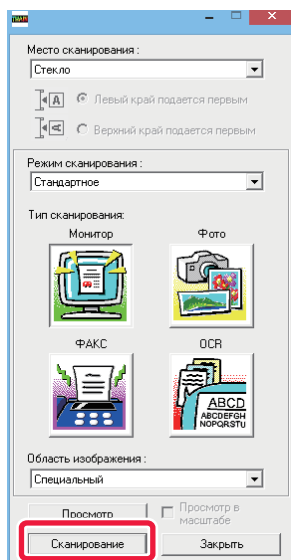 TWAIN
Место сканирования :
Стекло
A
Левый край подается первым
A
Верхний край подается первым
Режим сканирования :
Стандартное
Тип сканирования:
Монитор
Фото
ФАКС
OCR
ABCD
ABCDEFGH
NOPQRSTU
Область изображения :
Специальный
Просмотр
Просмотр в
масштабе
Сканирование
Закрыть